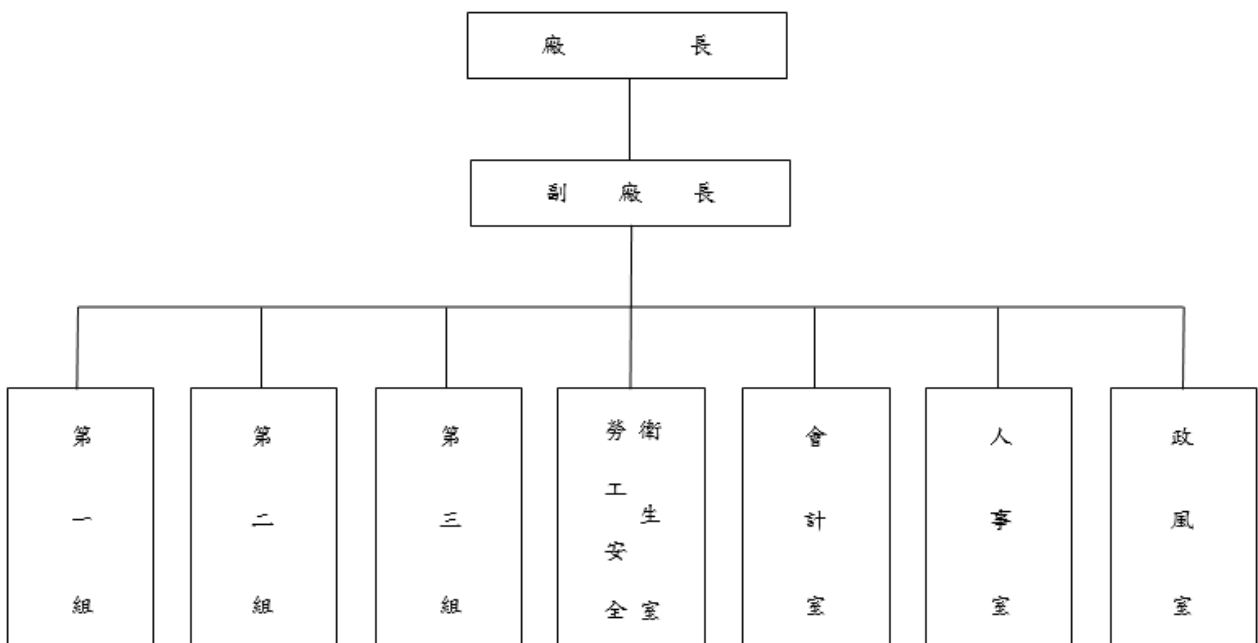 廠長
副廠長
第一組
第二組
第三組
勞工安全
衛生室
會計室
人事室
政風室